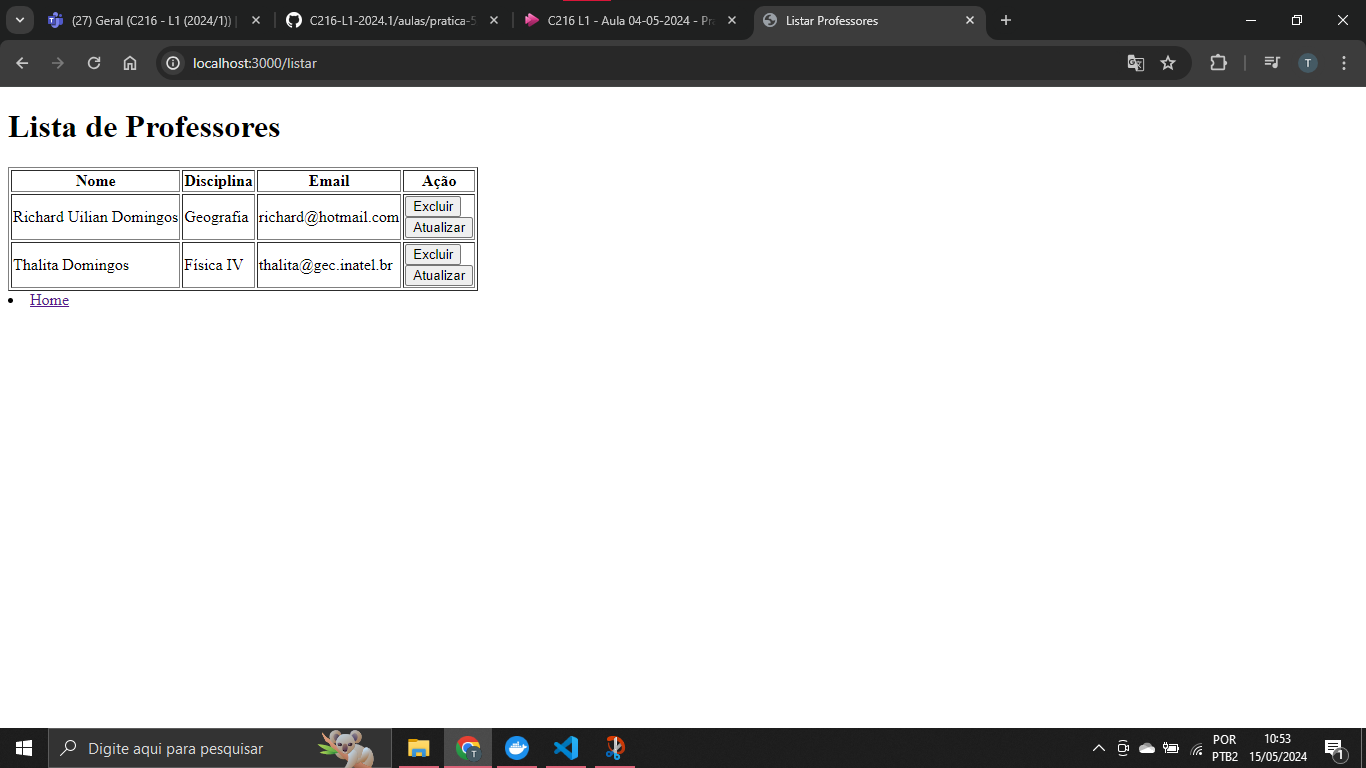 (27) Geral (C216 - L1 (2024/1)) |
C216-L1-2024.1/aulas/pratica-5
C216 L1 - Aula 04-05-2024 - Pra
Listar Professores
localhost:3000/listar
T
Lista de Professores
Nome Disciplina Email Ação
Richard Uilian Domingos Geografia richard@hotmail.com Excluir
Atualizar
Thalita Domingos Física IV thalita@gec.inatel.br Excluir
Atualizar
Home
Digite aqui para pesquisar
T
POR
PTB2
10:53
15/05/2024
1